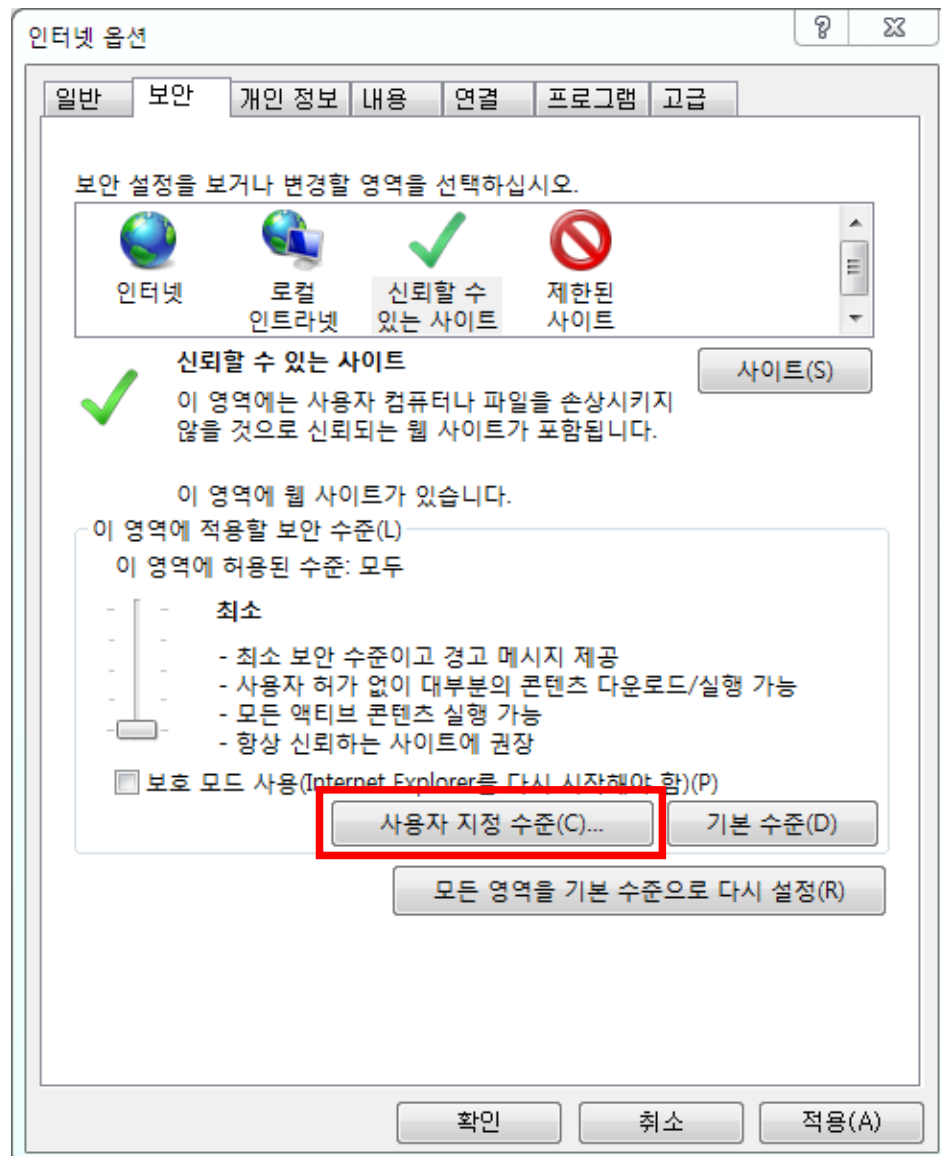 인터넷 옵션
일반 보안 개인 정보 내용 연결 프로그램 고급
보안 설정을 보거나 변경할 영역을 선택하십시오.
인터넷
로컬
인트라넷
신뢰할 수
있는 사이트
제한된
사이트
신뢰할 수 있는 사이트
사이트(S)
이 영역에는 사용자 컴퓨터나 파일을 손상시키지
않을 것으로 신뢰되는 웹 사이트가 포함됩니다.
이 영역에 웹 사이트가 있습니다.
이 영역에 적용할 보안 수준(L)
이 영역에 허용된 수준: 모두
최소
- 최소 보안 수준이고 경고 메시지 제공
- 사용자 허가 없이 대부분의 콘텐츠 다운로드/실행 가능
- 모든 액티브 콘텐츠 실행 가능
- 항상 신뢰하는 사이트에 권장
보호 모드 사용(Internet Explorer를 다시 시작해야 함)(P)
사용자 지정 수준(C)... 기본 수준(D)
모든 영역을 기본 수준으로 다시 설정(R)
확인 취소 적용(A)